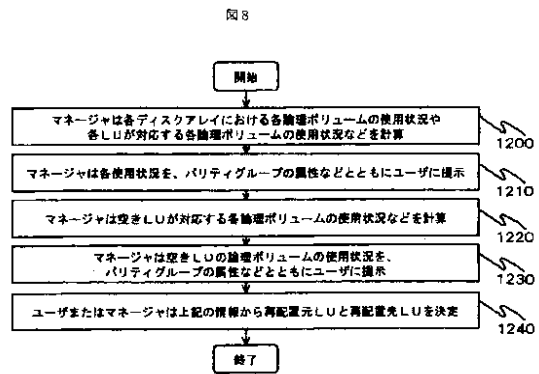 図8
開始
マネージャは各ディスクアレイにおける各論理ボリュームの使用状況や
各LUが対応する各論理ボリュームの使用状況などを計算
1200
マネージャは各使用状況を、パリティグループの属性などとともにユーザに提示
1210
マネージャは空きLUが対応する各論理ボリュームの使用状況などを計算
1220
マネージャは空きLUの論理ボリュームの使用状況を、
パリティグループの属性などとともにユーザに提示
1230
ユーザまたはマネージャは上記の情報から再配置元LUと再配置先LUを決定
1240
終了